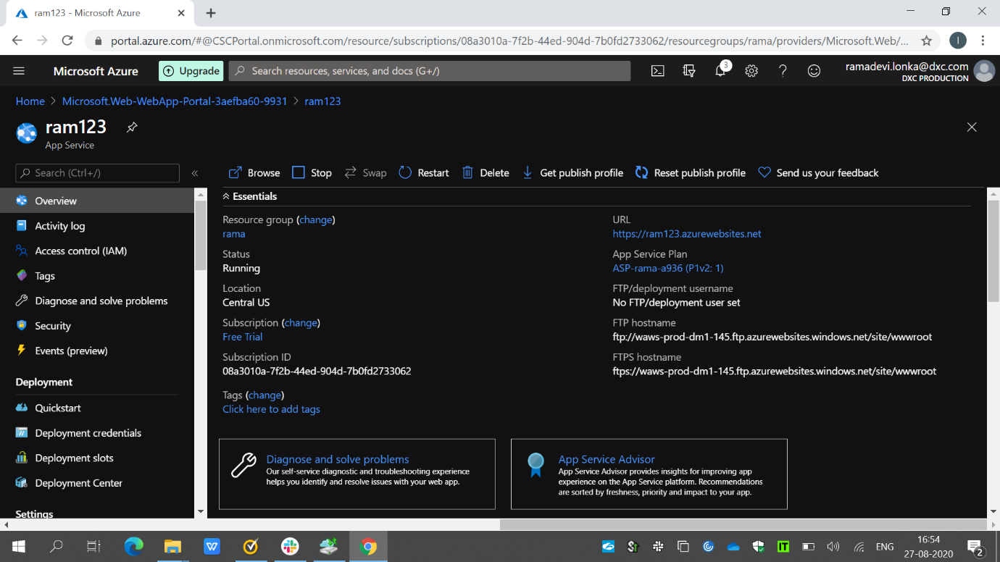 ram123 - Microsoft Azure
portal.azure.com/#@CSCPortal.onmicrosoft.com/resource/subscriptions/08a3010a-7f2b-44ed-904d-7b0fd2733062/resourcegroups/rama/providers/Microsoft.Web/...
I
Microsoft Azure
Upgrade
Search resources, services, and docs (G+/)
3
ramadevi.lonka@dxc.com
DXC PRODUCTION
Home > Microsoft.Web-WebApp-Portal-3aefba60-9931 > ram123
ram123
App Service
Search (Ctrl+/)
Browse Stop Swap Restart Delete Get publish profile Reset publish profile Send us your feedback
Overview
Activity log
Access control (IAM)
Tags
Diagnose and solve problems
Security
Events (preview)
Deployment
Quickstart
Deployment credentials
Deployment slots
Deployment Center
Settings
Essentials
Resource group (change)
rama
Status
Running
Location
Central US
Subscription (change)
Free Trial
Subscription ID
08a3010a-7f2b-44ed-904d-7b0fd2733062
Tags (change)
Click here to add tags
URL
https://ram123.azurewebsites.net
App Service Plan
ASP-rama-a936 (P1v2: 1)
FTP/deployment username
No FTP/deployment user set
FTP hostname
ftp://waws-prod-dm1-145.ftp.azurewebsites.windows.net/site/wwwroot
FTPS hostname
ftps://waws-prod-dm1-145.ftp.azurewebsites.windows.net/site/wwwroot
Diagnose and solve problems
Our self-service diagnostic and troubleshooting experience
helps you identify and resolve issues with your web app.
App Service Advisor
App Service Advisor provides insights for improving app
experience on the App Service platform. Recommendations
are sorted by freshness, priority and impact to your app.
ENG
16:54
27-08-2020
2